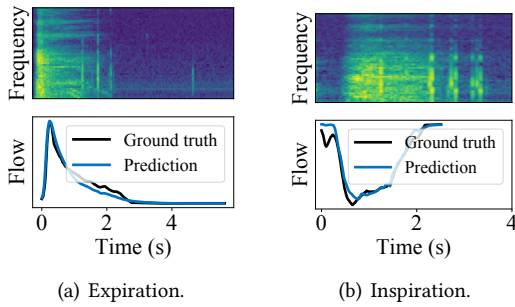 Frequency
Flow
Ground truth
Prediction
0 2 4
Time (s)
(a) Expiration.
Frequency
Flow
Ground truth
Prediction
0 2 4
Time (s)
(b) Inspiration.